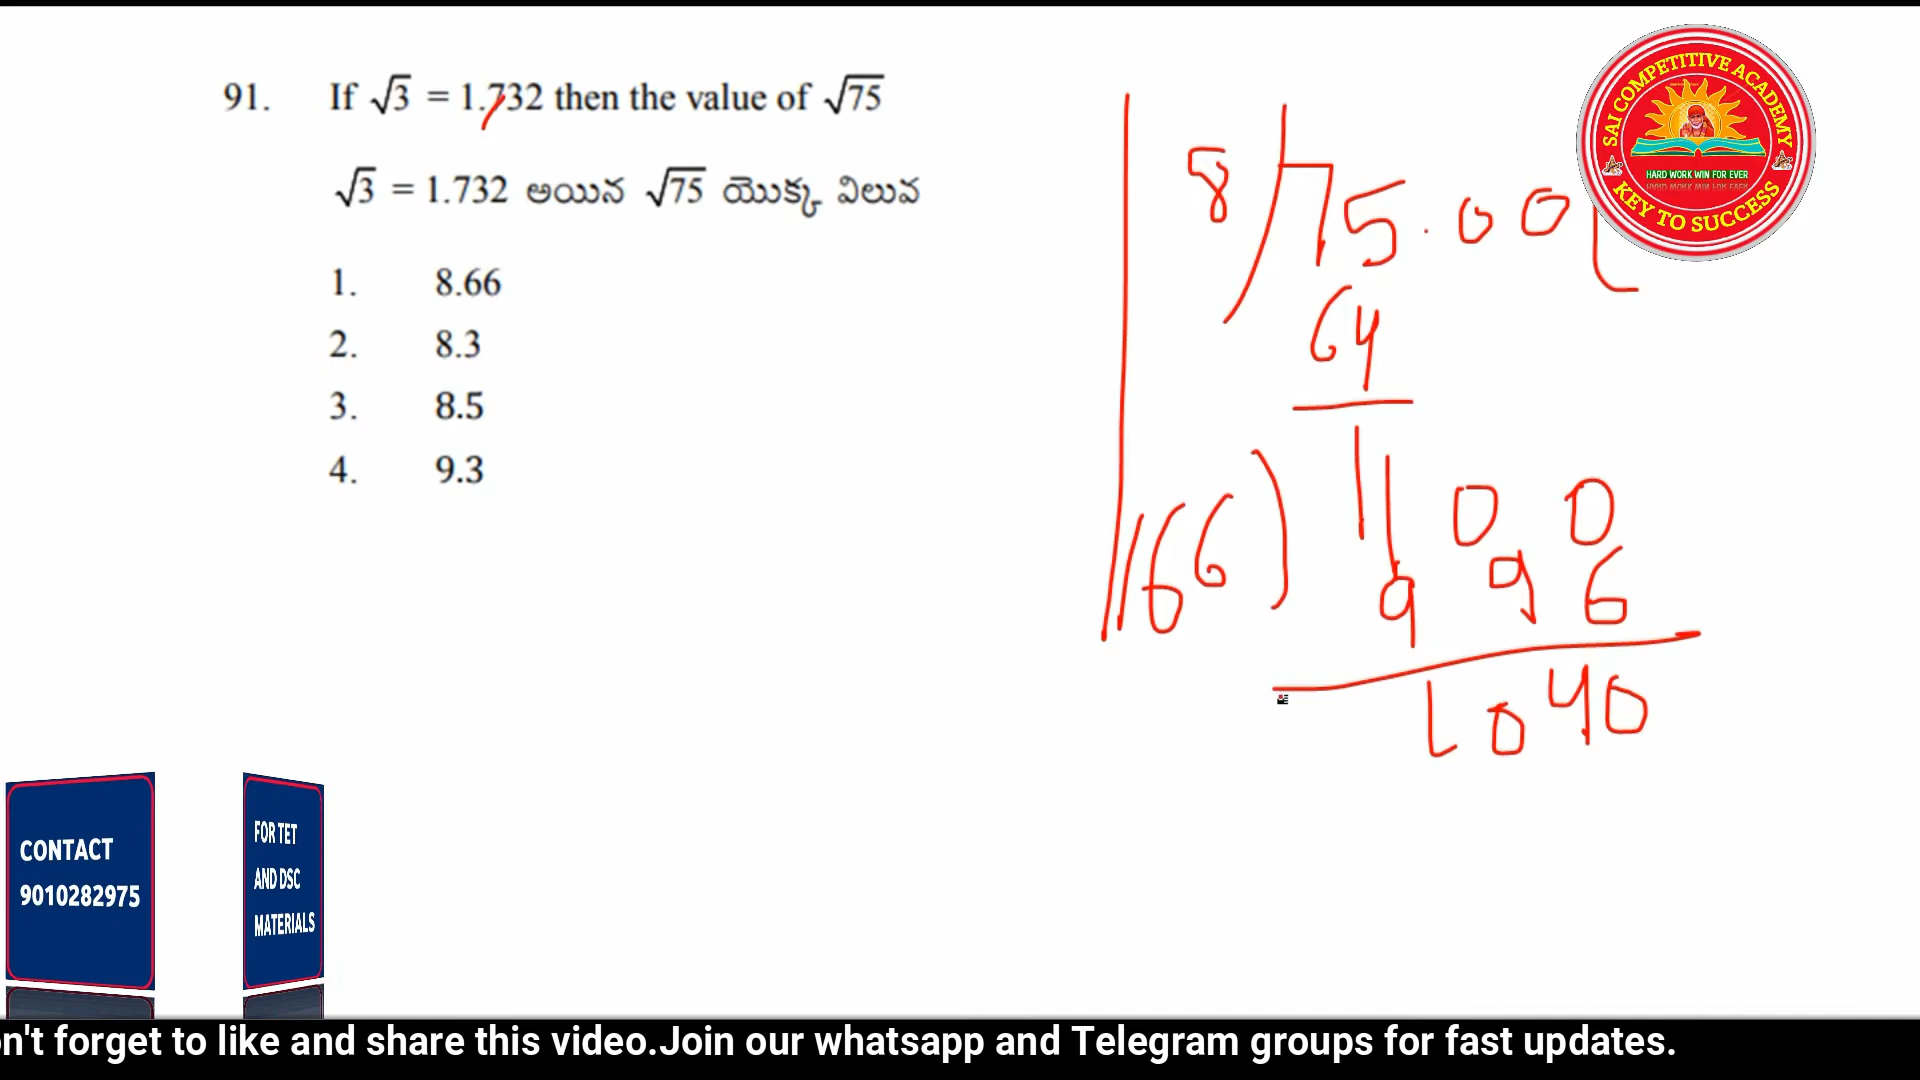 91. If √3 = 1.732 then the value of √75
√3 = 1.732 అయిన √75 యొక్క విలువ
1. 8.66
2. 8.3
3. 8.5
4. 9.3
8) 75.00(
64
166) 1100
996
1040
SAI COMPETITIVE ACADEMY
HARD WORK WIN FOR EVER
KEY TO SUCCESS
CONTACT
9010282975
FOR TET
AND DSC
MATERIALS
n't forget to like and share this video.Join our whatsapp and Telegram groups for fast updates.